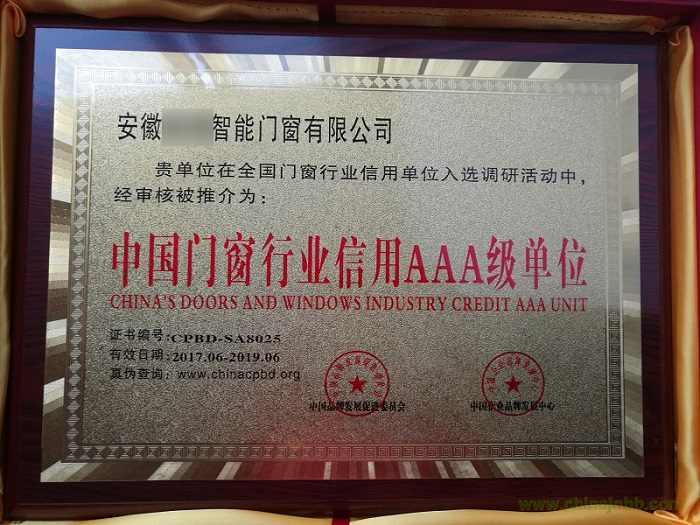 安徽 智能门窗有限公司
贵单位在全国门窗行业信用单位入选调研活动中，
经审核被推介为：
中国门窗行业信用AAA级单位
CHINA'S DOORS AND WINDOWS INDUSTRY CREDIT AAA UNIT
证书编号：CPBD-SA8025
有效日期：2017.06-2019.06
真伪查询：www.chinacpbd.org
中国品牌发展促进委员会
中国企业品牌发展中心